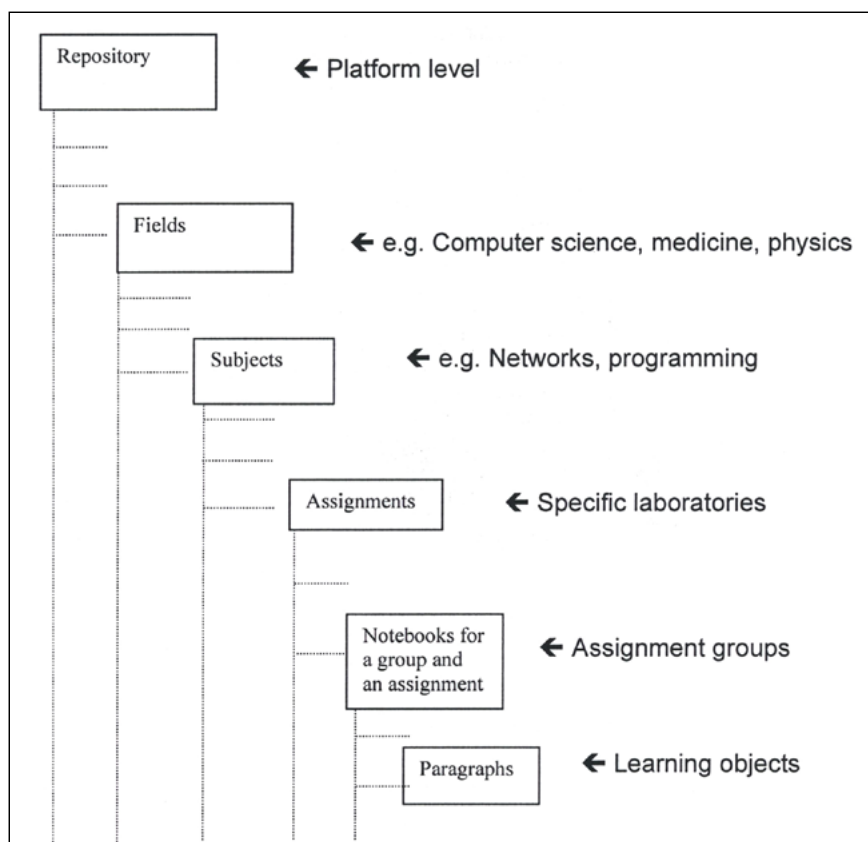 Repository
← Platform level
Fields
← e.g. Computer science, medicine, physics
Subjects
← e.g. Networks, programming
Assignments
← Specific laboratories
Notebooks for
a group and
an assignment
← Assignment groups
Paragraphs
← Learning objects